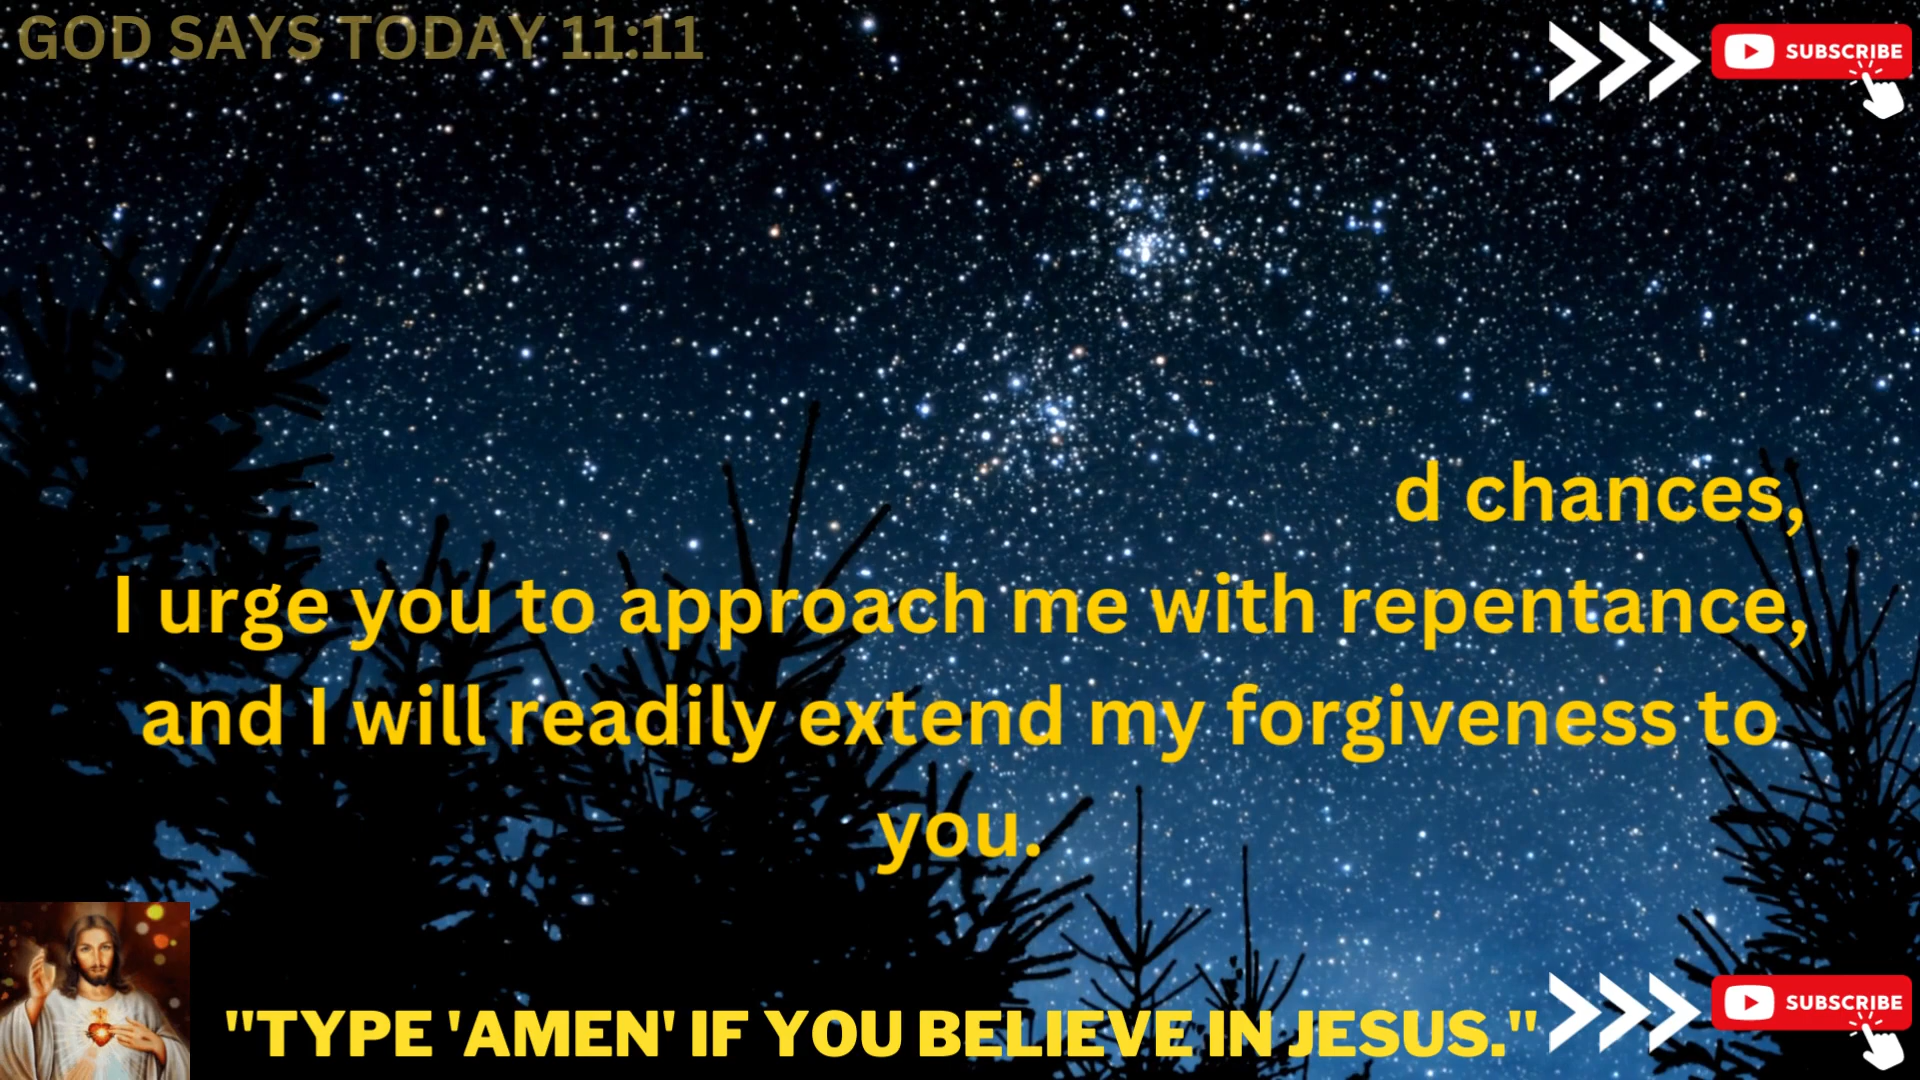 GOD SAYS TODAY 11:11
SUBSCRIBE
d chances,
I urge you to approach me with repentance,
and I will readily extend my forgiveness to
you.
"TYPE 'AMEN' IF YOU BELIEVE IN JESUS."
SUBSCRIBE